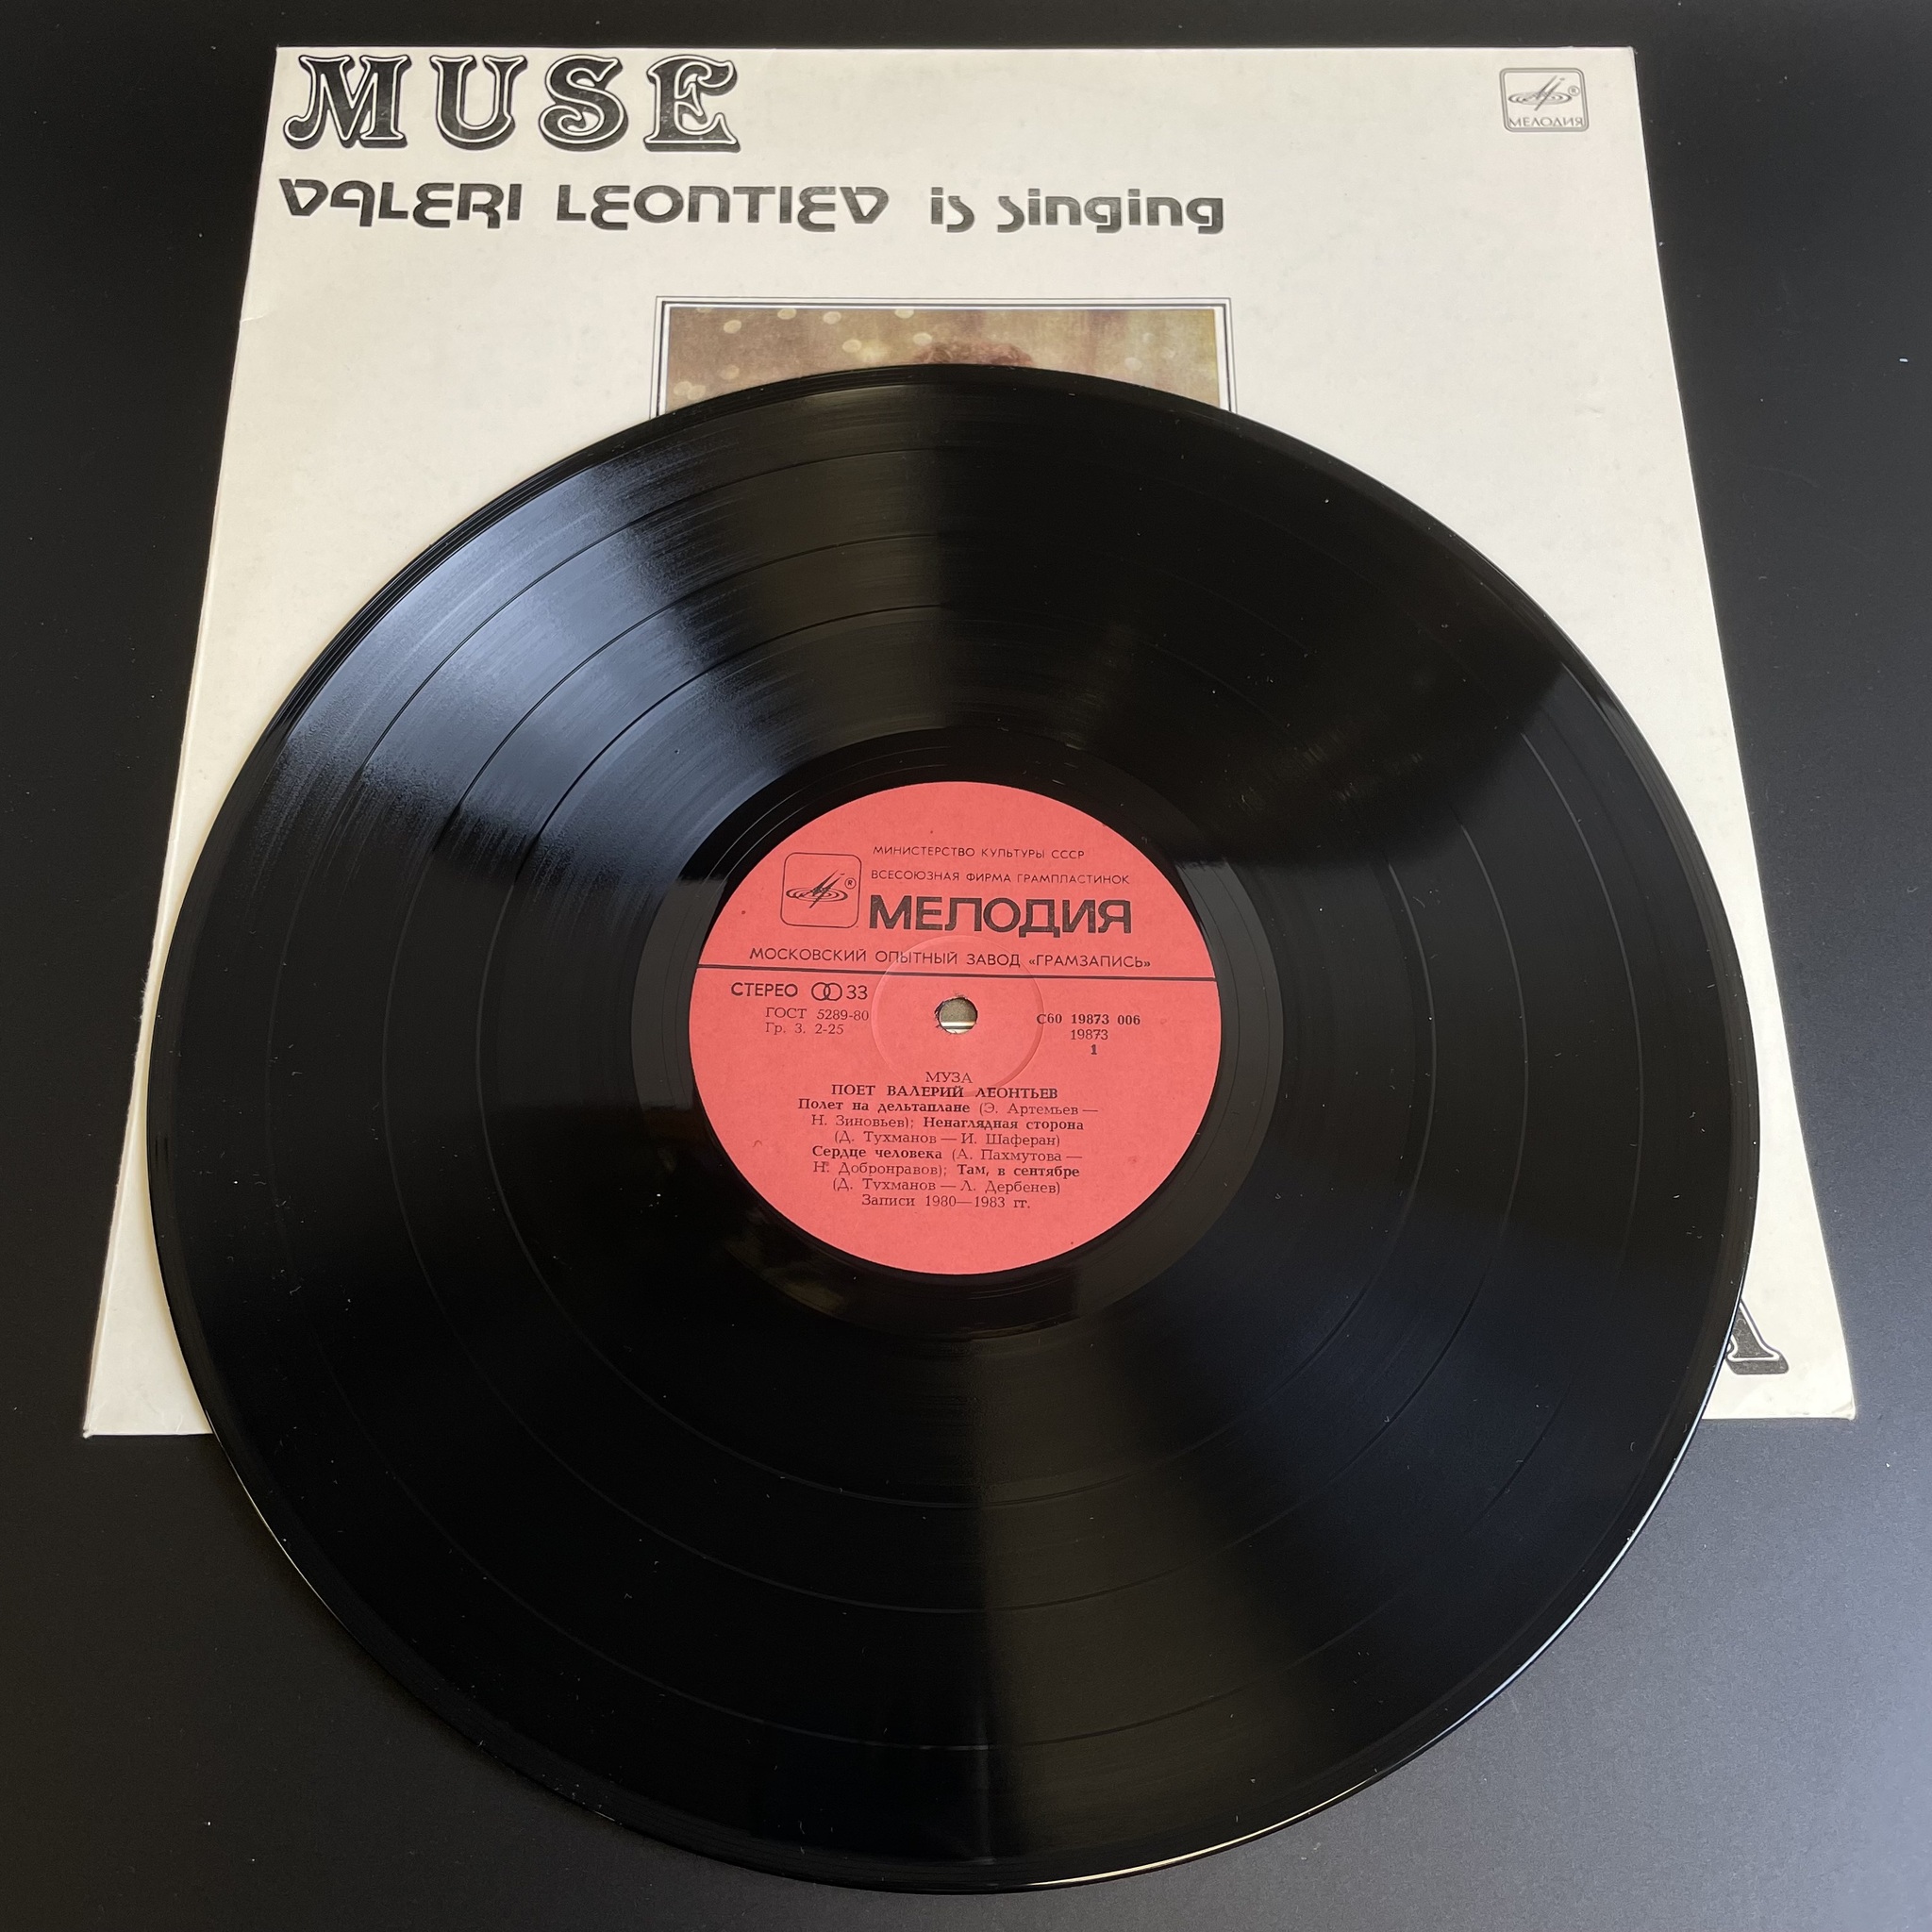 MUSE
VALERI LEONTIEV is singing
МЕЛОДИЯ
МИНИСТЕРСТВО КУЛЬТУРЫ СССР
ВСЕСОЮЗНАЯ ФИРМА ГРАМПЛАСТИНОК
МЕЛОДИЯ
МОСКОВСКИЙ ОПЫТНЫЙ ЗАВОД «ГРАМЗАПИСЬ»
СТЕРЕО 33
ГОСТ 5289-80
Гр. 3. 2-25
С60 19873 006
19873
1
МУЗА
ПОЕТ ВАЛЕРИЙ ЛЕОНТЬЕВ
Полет на дельтаплане (Э. Артемьев —
Н. Зиновьев); Ненаглядная сторона
(Д. Тухманов — И. Шаферан)
Сердце человека (А. Пахмутова —
Н. Добронравов); Там, в сентябре
(Д. Тухманов — Л. Дербенев)
Записи 1980—1983 гг.